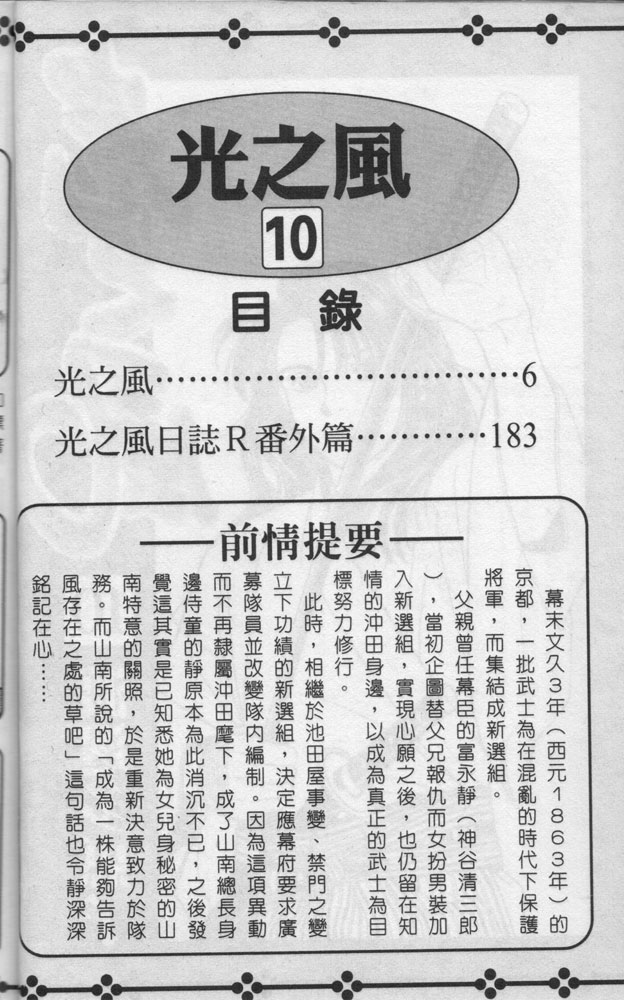 光之風
10
目錄
光之風……………………………6
光之風日誌R番外篇…………183
前情提要
幕末文久3年（西元1863年）的
京都，一批武士為在混亂的時代下保護
將軍，而集結成新選組。
父親曾任幕臣的富永靜（神谷清三郎
），當初企圖替父兄報仇而女扮男裝加
入新選組，實現心願之後，也仍留在知
情的沖田身邊，以成為真正的武士為目
標努力修行。
此時，相繼於池田屋事變、禁門之變
立下功績的新選組，決定應幕府要求廣
募隊員並改變隊內編制。因為這項異動
而不再隸屬沖田麾下，成了山南總長身
邊侍童的靜原本為此消沉不已，之後發
覺這其實是已知悉她為女兒身秘密的山
南特意的關照，於是重新決意致力於隊
務。而山南所說的「成為一株能夠告訴
風存在之處的草吧」這句話也令靜深深
銘記在心……